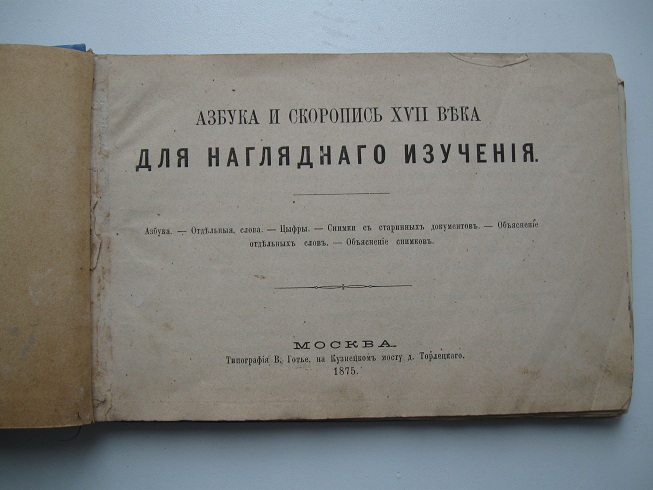 АЗБУКА И СКОРОПИСЬ XVII ВѢКА
ДЛЯ НАГЛЯДНАГО ИЗУЧЕНІЯ.
Азбука. — Отдѣльныя слова. — Цыфры. — Снимки съ старинныхъ документовъ. — Объясненіе
отдѣльныхъ словъ. — Объясненіе снимковъ.
МОСКВА.
Типографія В. Готье, на Кузнецкомъ мосту д. Торлецкаго.
1875.